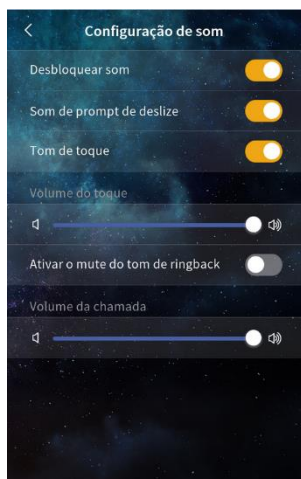 Configuração de som
Desbloquear som
Som de prompt de deslize
Tom de toque
Volume do toque
Ativar o mute do tom de ringback
Volume da chamada